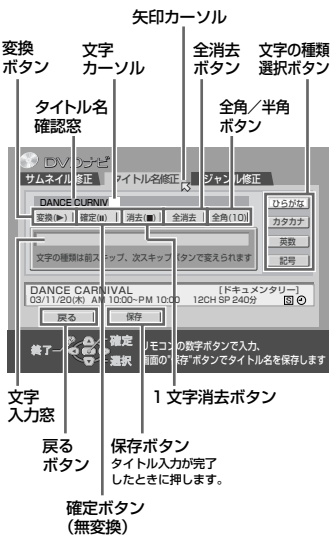 矢印カーソル
変換
ボタン
文字
カーソル
全消去
ボタン
文字の種類
選択ボタン
タイトル名
確認窓
全角／半角
ボタン
DVDナビ
サムネイル修正
タイトル名修正
ジャンル修正
DANCE CURNIV
変換(▶)
確定(Ⅱ)
消去(■)
全消去
全角(10)
ひらがな
カタカナ
英数
記号
文字の種類は前スキップ、次スキップボタンで変えられます
DANCE CARNIVAL
[ドキュメンタリー]
03/11/20(木) AM 10:00~PM 10:00 12CH SP 240分 S
戻る
保存
終了
確定
選択
リモコンの数字ボタンで入力、
画面の"保存"ボタンでタイトル名を保存します
文字
入力窓
1文字消去ボタン
戻る
ボタン
保存ボタン
タイトル入力が完了
したときに押します。
確定ボタン
（無変換）